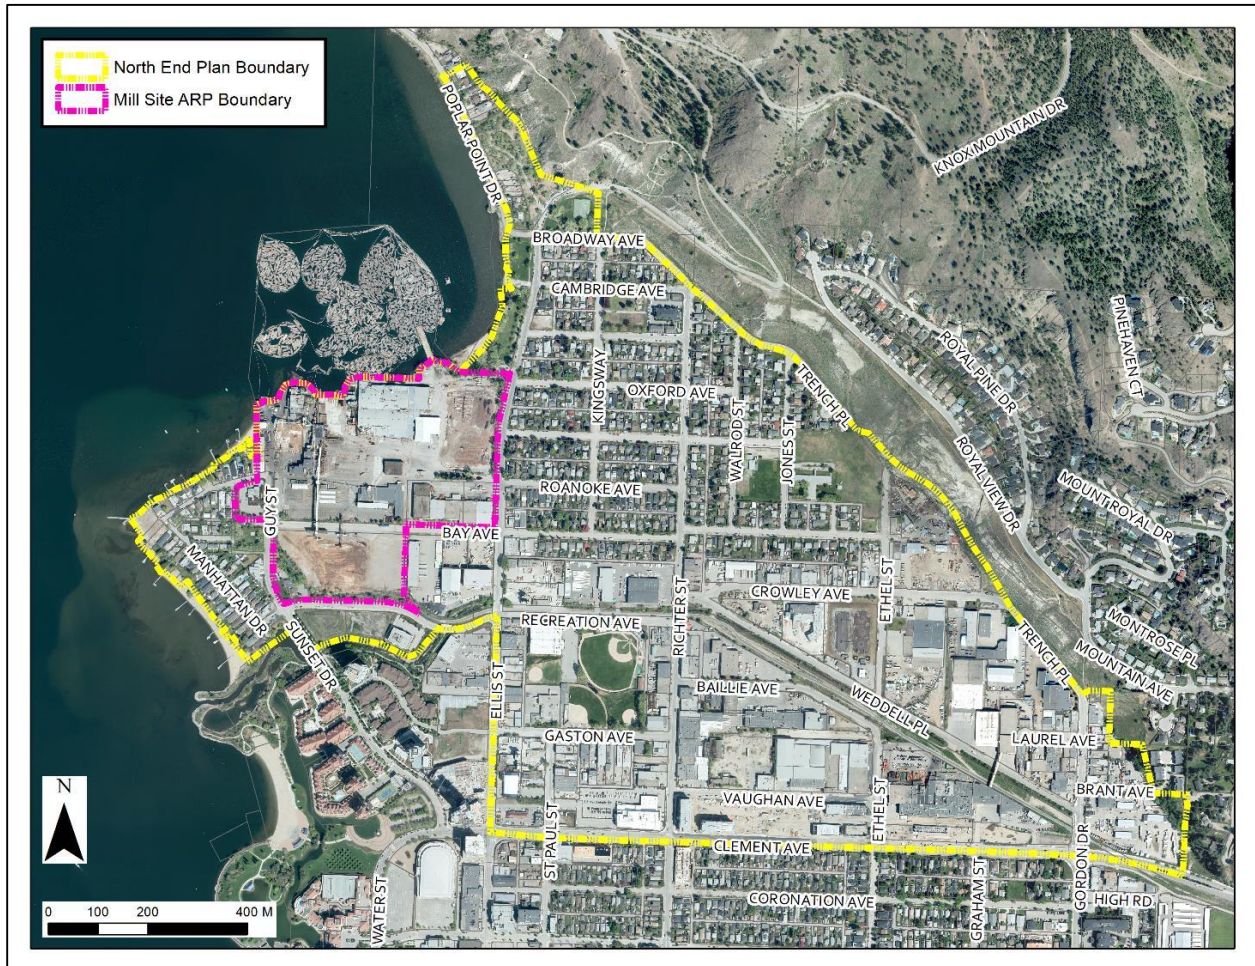 North End Plan Boundary
Mill Site ARP Boundary
POPLAR POINT DR
KNOX MOUNTAIN DR
BROADWAY AVE
CAMBRIDGE AVE
KINGSWAY
OXFORD AVE
WALROD ST
JONES ST
TRENCH PL
ROYAL PINE DR
PINEHAVEN CT
ROYAL VIEW DR
MOUNTROYAL DR
ROANOKE AVE
GUY ST
BAY AVE
MANHATTAN DR
SUNSET DR
RECREATION AVE
RICHTER ST
CROWLEY AVE
ETHEL ST
TRENCH PL
MONTROSE PL
MOUNTAIN AVE
ELLIS ST
BAILLIE AVE
WEDDELL PL
GASTON AVE
LAUREL AVE
VAUGHAN AVE
BRANT AVE
ST PAUL ST
ETHEL ST
CLEMENT AVE
GORDON DR
WATER ST
CORONATION AVE
GRAHAM ST
HIGH RD
N
0 100 200 400 M